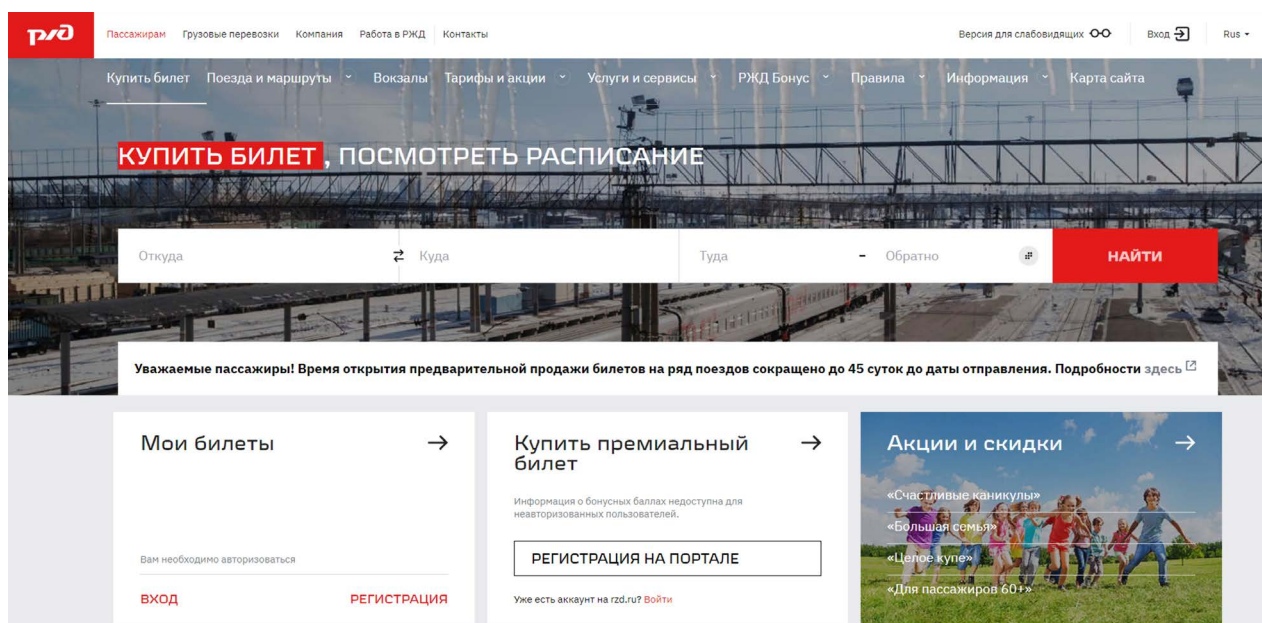 РЖД
Пассажирам Грузовые перевозки Компания Работа в РЖД Контакты Версия для слабовидящих Вход Rus
Купить билет Поезда и маршруты Вокзалы Тарифы и акции Услуги и сервисы РЖД Бонус Правила Информация Карта сайта
КУПИТЬ БИЛЕТ, ПОСМОТРЕТЬ РАСПИСАНИЕ
Откуда Куда Туда - Обратно НАЙТИ
Уважаемые пассажиры! Время открытия предварительной продажи билетов на ряд поездов сокращено до 45 суток до даты отправления. Подробности здесь
Мои билеты
Вам необходимо авторизоваться
ВХОД РЕГИСТРАЦИЯ
Купить премиальный
билет
Информация о бонусных баллах недоступна для
неавторизованных пользователей.
РЕГИСТРАЦИЯ НА ПОРТАЛЕ
Уже есть аккаунт на rzd.ru? Войти
Акции и скидки
«Счастливые каникулы»
«Большая семья»
«Целое купе»
«Для пассажиров 60+»